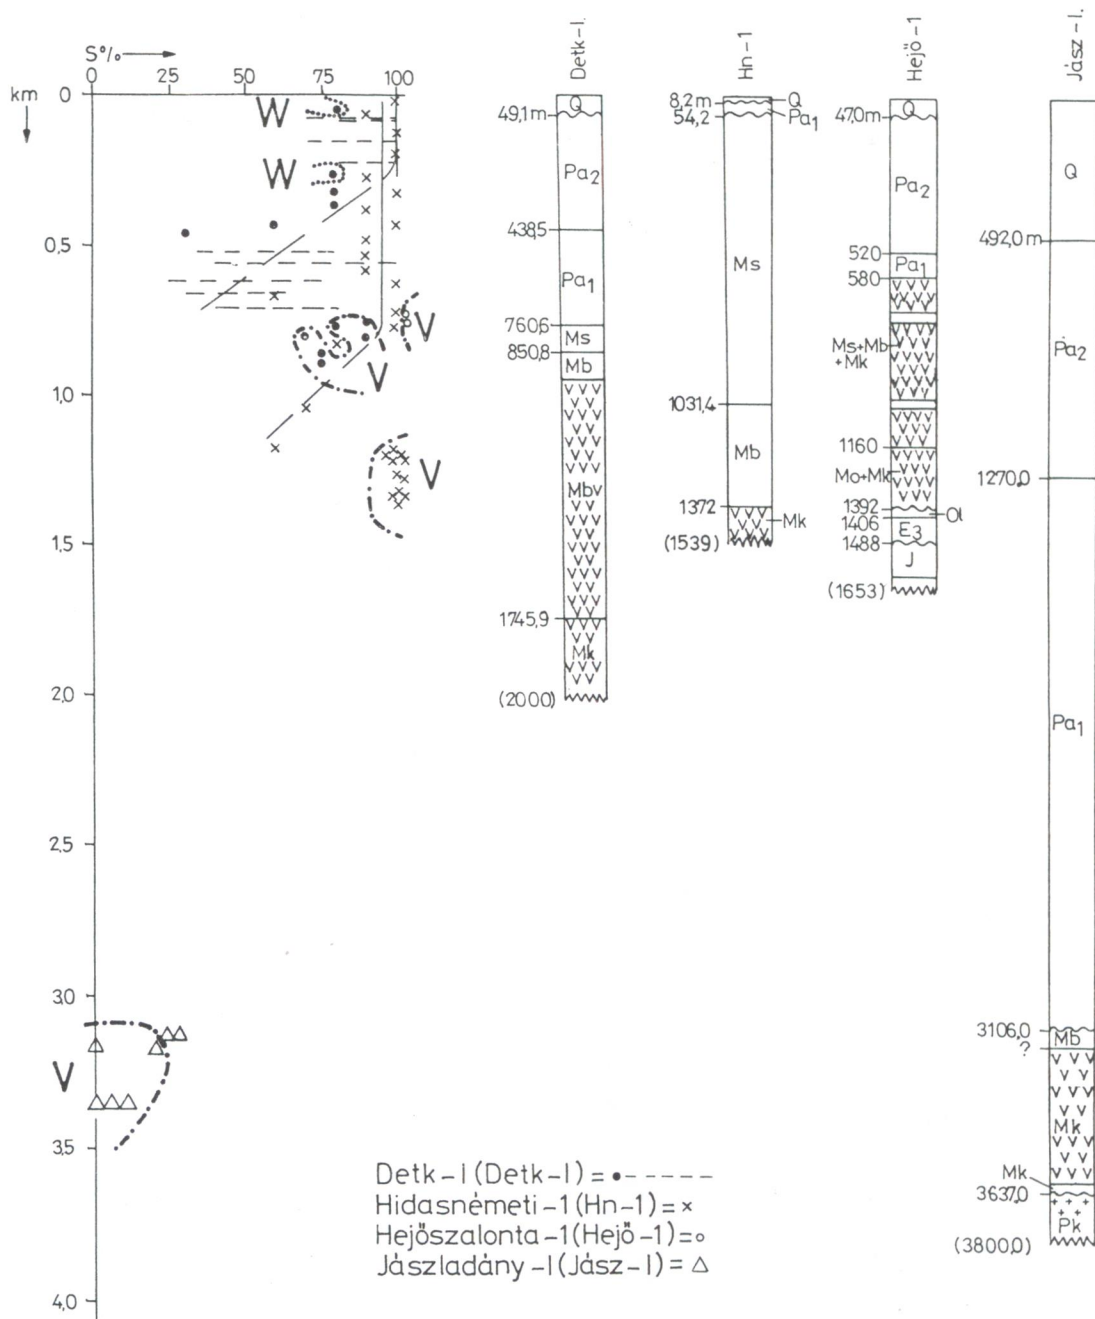 S%
0 25 50 75 100
km
0
0,5
1,0
1,5
2,0
2,5
3,0
3,5
4,0
W
W
V
V
V
V
Detk-I.
Q
49,1m
Pa2
438,5
Pa1
760,6
Ms
850,8
Mb
Mb
1745,9
Mk
(2000)
Hn-1
8,2m
Q
54,2
Pa1
Ms
1031,4
Mb
1372
Mk
(1539)
Hejö-1
Q
47,0m
Pa2
520
Pa1
580
Ms+Mb
+Mk
1160
Mo+Mk
1392
Ol
1406
E3
1488
J
(1653)
Jász-I.
Q
492,0m
Pa2
1270,0
Pa1
3106,0
Mb
?
Mk
Mk
3637,0
Pk
(3800,0)
Detk-I (Detk-I) =
Hidasnémeti-1 (Hn-1) = ×
Hejőszalonta-1 (Hejő-1) = o
Jászladány-I (Jász-I) = △